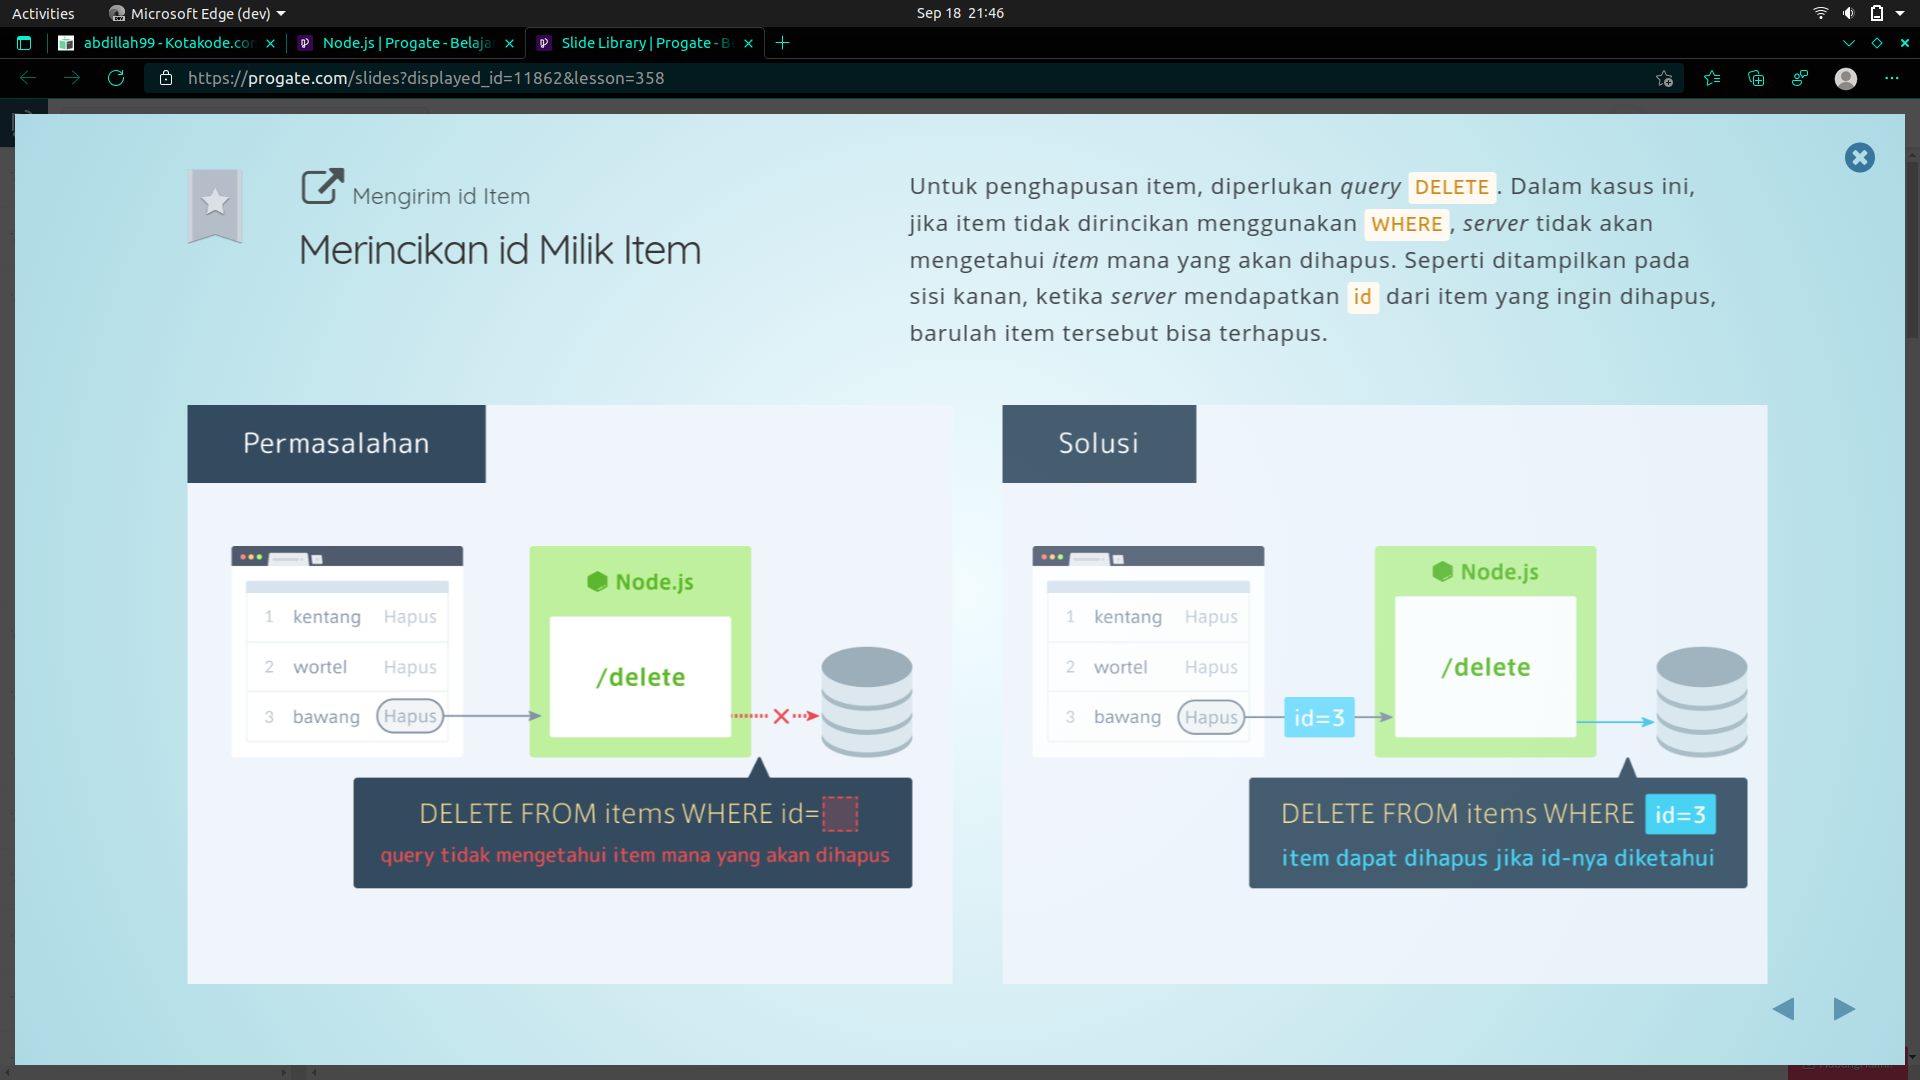 Activities
Microsoft Edge (dev)
Sep 18 21:46
abdillah99 - Kotakode.con
Node.js | Progate - Belaja
Slide Library | Progate - B
https://progate.com/slides?displayed_id=11862&lesson=358
Mengirim id Item
Merincikan id Milik Item
Untuk penghapusan item, diperlukan query DELETE. Dalam kasus ini,
jika item tidak dirincikan menggunakan WHERE, server tidak akan
mengetahui item mana yang akan dihapus. Seperti ditampilkan pada
sisi kanan, ketika server mendapatkan id dari item yang ingin dihapus,
barulah item tersebut bisa terhapus.
Permasalahan
1 kentang Hapus
2 wortel Hapus
3 bawang Hapus
Node.js
/delete
DELETE FROM items WHERE id=
query tidak mengetahui item mana yang akan dihapus
Solusi
1 kentang Hapus
2 wortel Hapus
3 bawang Hapus
id=3
Node.js
/delete
DELETE FROM items WHERE id=3
item dapat dihapus jika id-nya diketahui